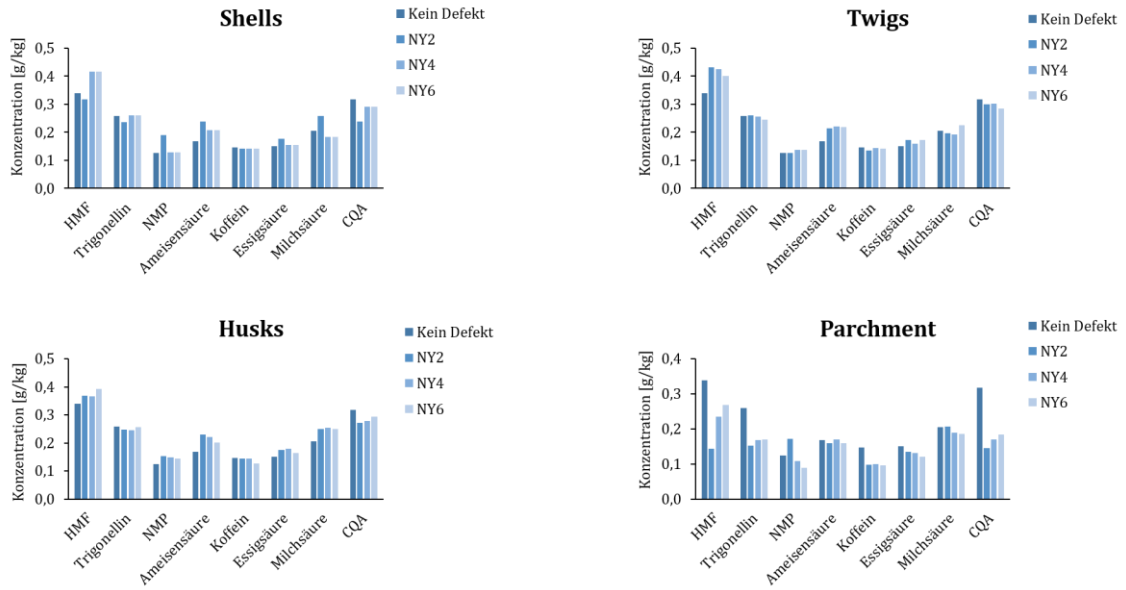 Shells
Kein Defekt
NY2
NY4
NY6
Konzentration [g/kg]
0,5
0,4
0,3
0,2
0,1
0,0
HMF
Trigonellin
NMP
Ameisensäure
Koffein
Essigsäure
Milchsäure
CQA
Twigs
Kein Defekt
NY2
NY4
NY6
Konzentration [g/kg]
0,5
0,4
0,3
0,2
0,1
0,0
HMF
Trigonellin
NMP
Ameisensäure
Koffein
Essigsäure
Milchsäure
CQA
Husks
Kein Defekt
NY2
NY4
NY6
Konzentration [g/kg]
0,5
0,4
0,3
0,2
0,1
0,0
HMF
Trigonellin
NMP
Ameisensäure
Koffein
Essigsäure
Milchsäure
CQA
Parchment
Kein Defekt
NY2
NY4
NY6
Konzentration [g/kg]
0,4
0,3
0,2
0,1
0,0
HMF
Trigonellin
NMP
Ameisensäure
Koffein
Essigsäure
Milchsäure
CQA